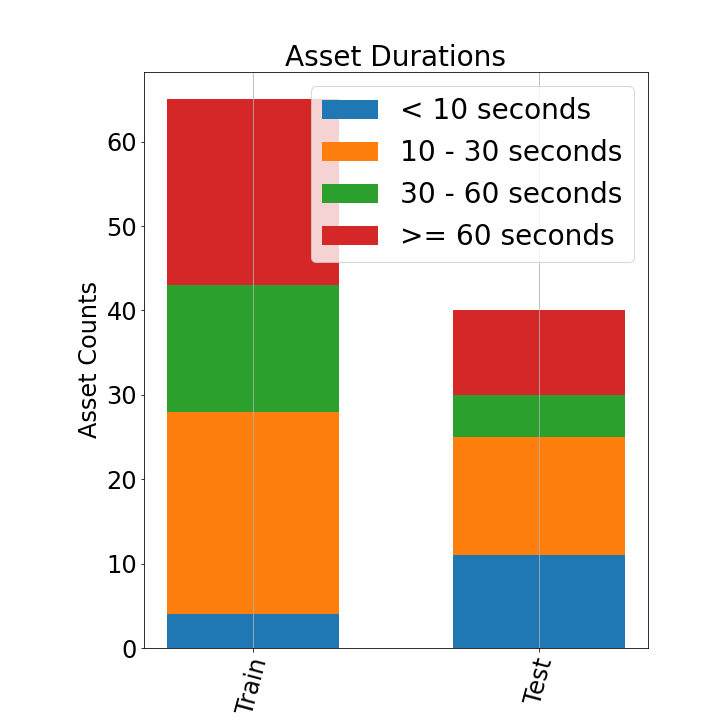 Asset Durations
< 10 seconds
10 - 30 seconds
30 - 60 seconds
>= 60 seconds
Asset Counts
60
50
40
30
20
10
0
Train
Test